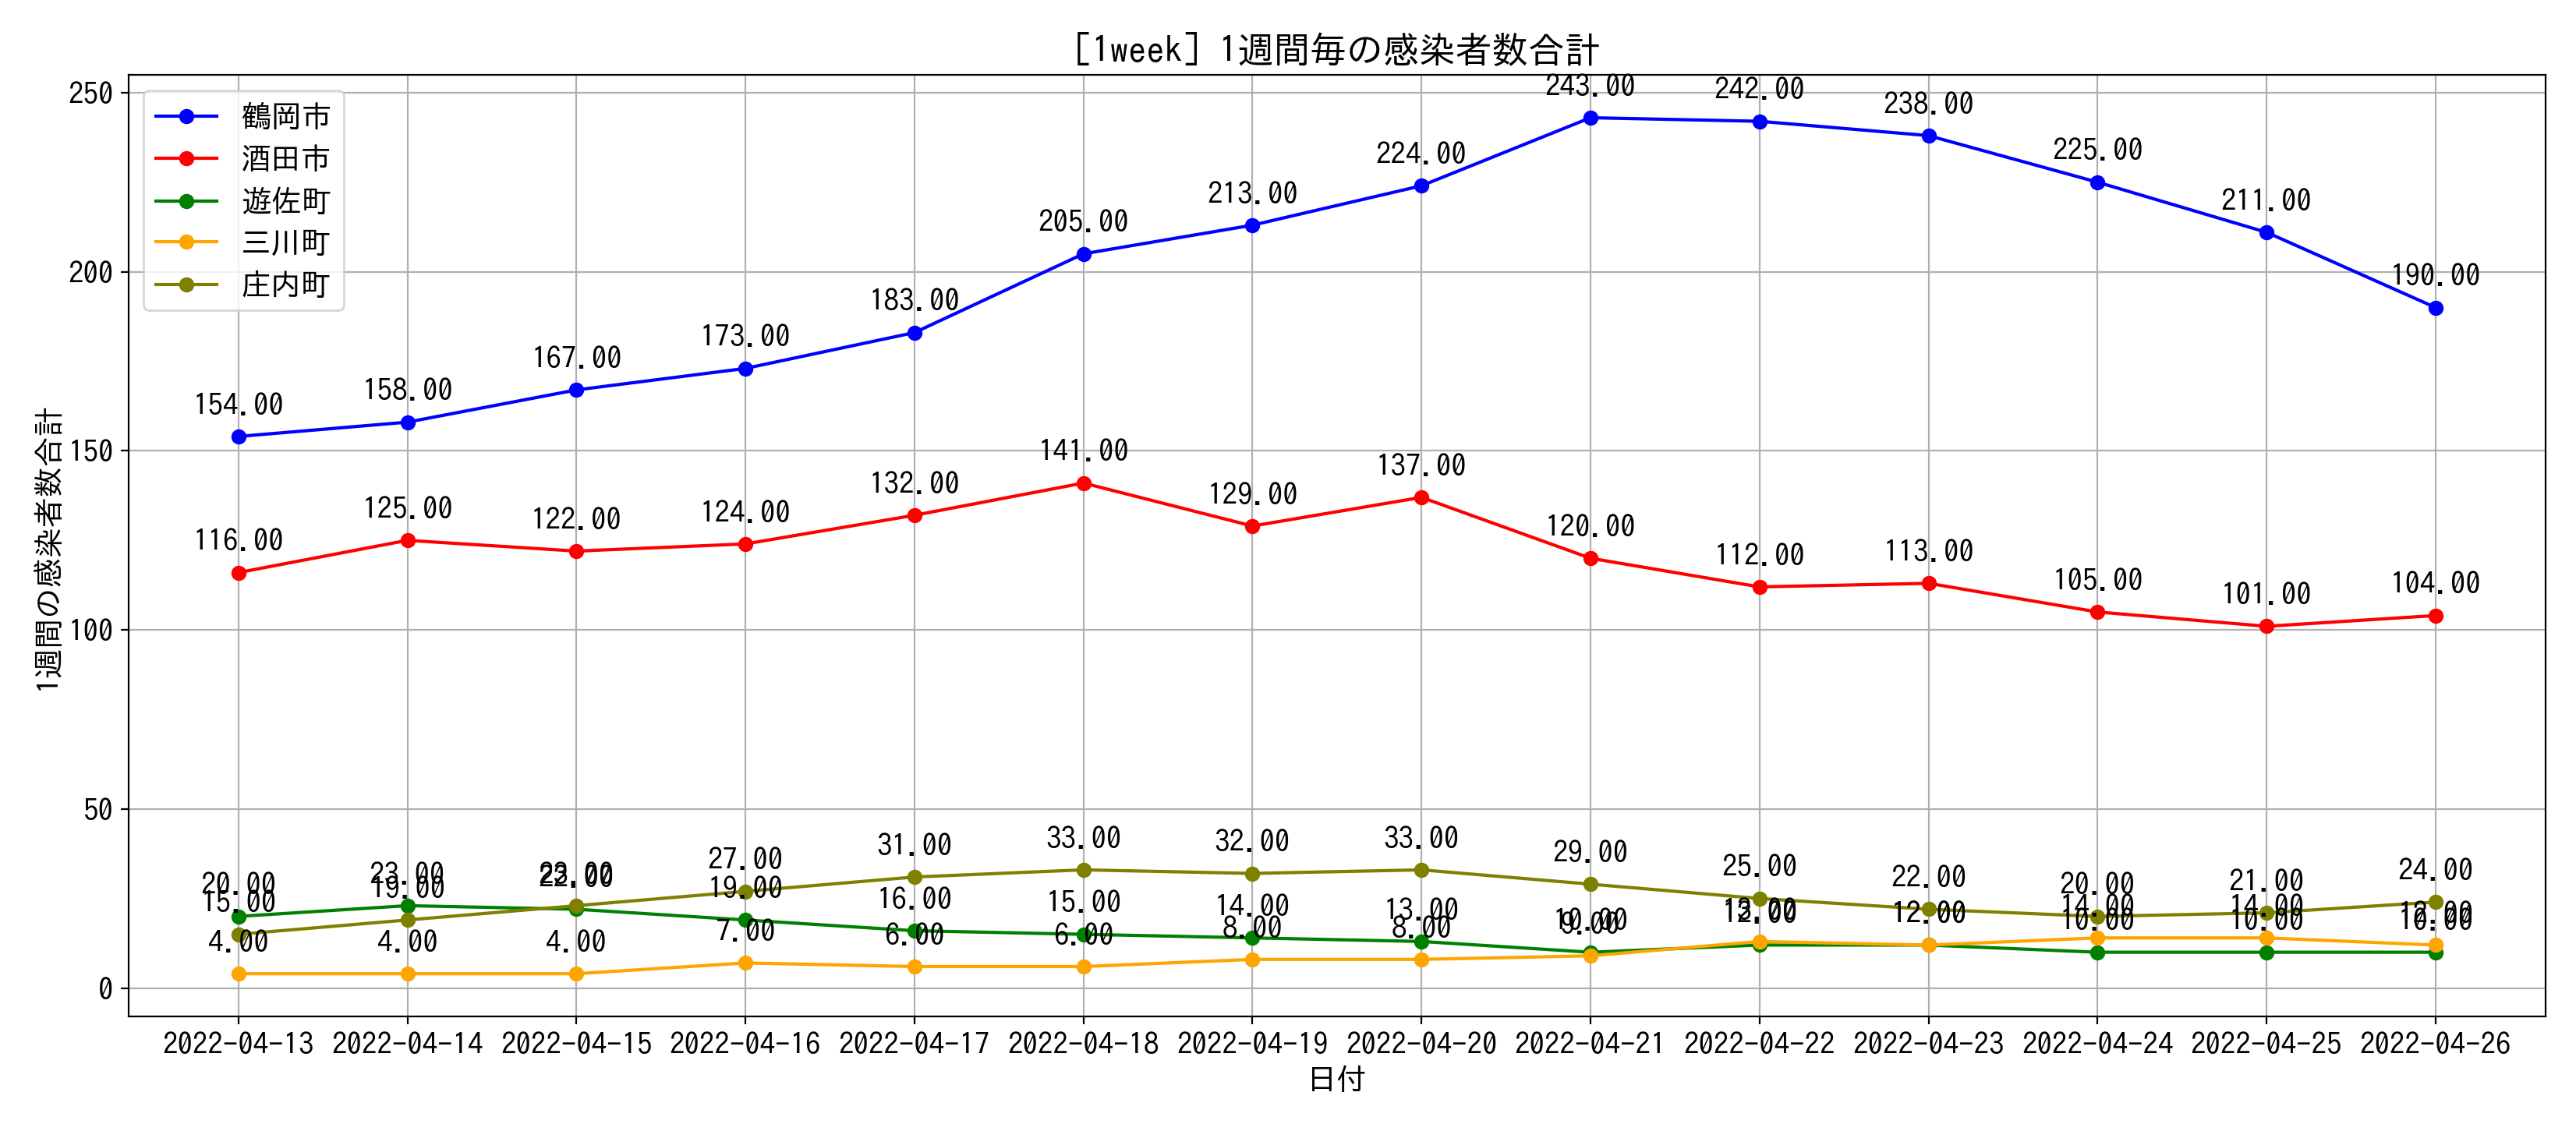 [1week] 1週間毎の感染者数合計
1週間の感染者数合計
250
200
150
100
50
0
鶴岡市
酒田市
遊佐町
三川町
庄内町
154.00 158.00 167.00 173.00 183.00 205.00 213.00 224.00 243.00 242.00 238.00 225.00 211.00 190.00
116.00 125.00 122.00 124.00 132.00 141.00 129.00 137.00 120.00 112.00 113.00 105.00 101.00 104.00
20.00 23.00 22.00 19.00 16.00 15.00 14.00 13.00 10.00 12.00 12.00 10.00 10.00 10.00
4.00 4.00 4.00 7.00 6.00 6.00 8.00 8.00 9.00 13.00 12.00 14.00 14.00 12.00
15.00 19.00 23.00 27.00 31.00 33.00 32.00 33.00 29.00 25.00 22.00 20.00 21.00 24.00
2022-04-13 2022-04-14 2022-04-15 2022-04-16 2022-04-17 2022-04-18 2022-04-19 2022-04-20 2022-04-21 2022-04-22 2022-04-23 2022-04-24 2022-04-25 2022-04-26
日付